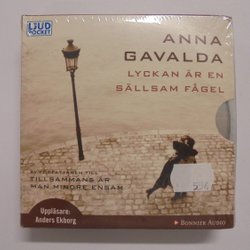 LJUD
POCKET
ANNA
GAVALDA
LYCKAN ÄR EN
SÄLLSAM FÅGEL
AV FÖRFATTAREN TILL
TILLSAMMANS ÄR
MAN MINDRE ENSAM
Uppläsare:
Anders Ekborg
BONNIER AUDIO